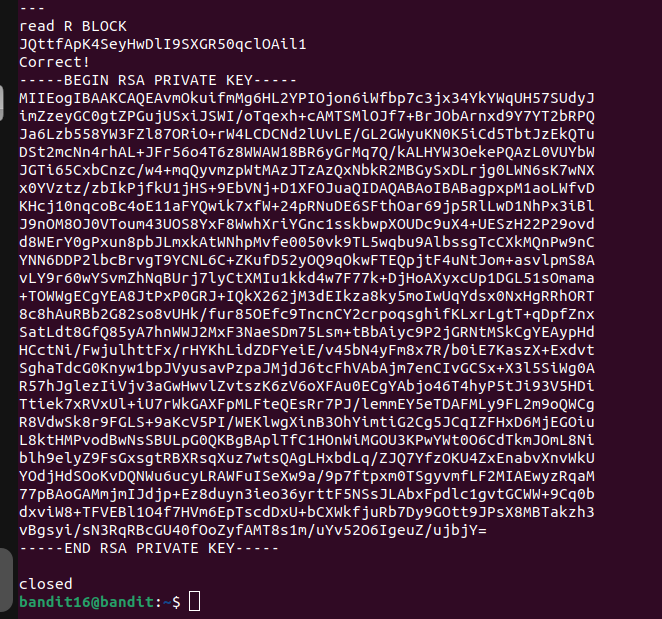 ---
read R BLOCK
JQttfApK4SeyHwDlI9SXGR50qclOAil1
Correct!
-----BEGIN RSA PRIVATE KEY-----
MIIEogIBAAKCAQEAvmOkuifmMg6HL2YPIOjon6iWfbp7c3jx34YkYWqUH57SUdyJ
imZzeyGC0gtZPGujUSxiJSWI/oTqexh+cAMTSMlOJf7+BrJObArnxd9Y7YT2bRPQ
Ja6Lzb558YW3FZl87ORiO+rW4LCDCNd2lUvLE/GL2GWyuKN0K5iCd5TbtJzEkQTu
DSt2mcNn4rhAL+JFr56o4T6z8WWAW18BR6yGrMq7Q/kALHYW3OekePQAzL0VUYbW
JGTi65CxbCnzc/w4+mqQyvmzpWtMAzJTzAzQxNbkR2MBGySxDLrjg0LWN6sK7wNX
x0YVztz/zbIkPjfkU1jHS+9EbVNj+D1XFOJuaQIDAQABAoIBABagpxpM1aoLWfvD
KHcj10nqcoBc4oE11aFYQwik7xfW+24pRNuDE6SFthOar69jp5RlLwD1NhPx3iBl
J9nOM8OJ0VToum43UOS8YxF8WwhXriYGnc1sskbwpXOUDc9uX4+UESzH22P29ovd
d8WErY0gPxun8pbJLmxkAtWNhpMvfe0050vk9TL5wqbu9AlbssgTcCXkMQnPw9nC
YNN6DDP2lbcBrvgT9YCNL6C+ZKufD52yOQ9qOkwFTEQpjtF4uNtJom+asvlpmS8A
vLY9r60wYSvmZhNqBUrj7lyCtXMIu1kkd4w7F77k+DjHoAXyxcUp1DGL51sOmama
+TOWWgECgYEA8JtPxP0GRJ+IQkX262jM3dEIkza8ky5moIwUqYdsx0NxHgRRhORT
8c8hAuRBb2G82so8vUHk/fur85OEfc9TncnCY2crpoqsghifKLxrLgtT+qDpfZnx
SatLdt8GfQ85yA7hnWWJ2MxF3NaeSDm75Lsm+tBbAiyc9P2jGRNtMSkCgYEAypHd
HCctNi/FwjulhttFx/rHYKhLidZDFYeiE/v45bN4yFm8x7R/b0iE7KaszX+Exdvt
SghaTdcG0Knyw1bpJVyusavPzpaJMjdJ6tcFhVAbAjm7enCIvGCSx+X3l5SiWg0A
R57hJglezIiVjv3aGwHwvlZvtszK6zV6oXFAu0ECgYAbjo46T4hyP5tJi93V5HDi
Ttiek7xRVxUl+iU7rWkGAXFpMLFteQEsRr7PJ/lemmEY5eTDAFMLy9FL2m9oQWCg
R8VdwSk8r9FGLS+9aKcV5PI/WEKlwgXinB3OhYimtiG2Cg5JCqIZFHxD6MjEGOiu
L8ktHMPvodBwNsSBULpG0QKBgBAplTfC1HOnWiMGOU3KPwYWt0O6CdTkmJOmL8Ni
blh9elyZ9FsGxsgtRBXRsqXuz7wtsQAgLHxbdLq/ZJQ7YfzOKU4ZxEnabvXnvWkU
YOdjHdSOoKvDQNWu6ucyLRAWFuISeXw9a/9p7ftpxm0TSgyvmfLF2MIAEwyzRqaM
77pBAoGAMmjmIJdjp+Ez8duyn3ieo36yrttF5NSsJLAbxFpdlc1gvtGCWW+9Cq0b
dxviW8+TFVEBl1O4f7HVm6EpTscdDxU+bCXWkfjuRb7Dy9GOtt9JPsX8MBTakzh3
vBgsyi/sN3RqRBcGU40fOoZyfAMT8s1m/uYv52O6IgeuZ/ujbjY=
-----END RSA PRIVATE KEY-----
closed
bandit16@bandit:~$